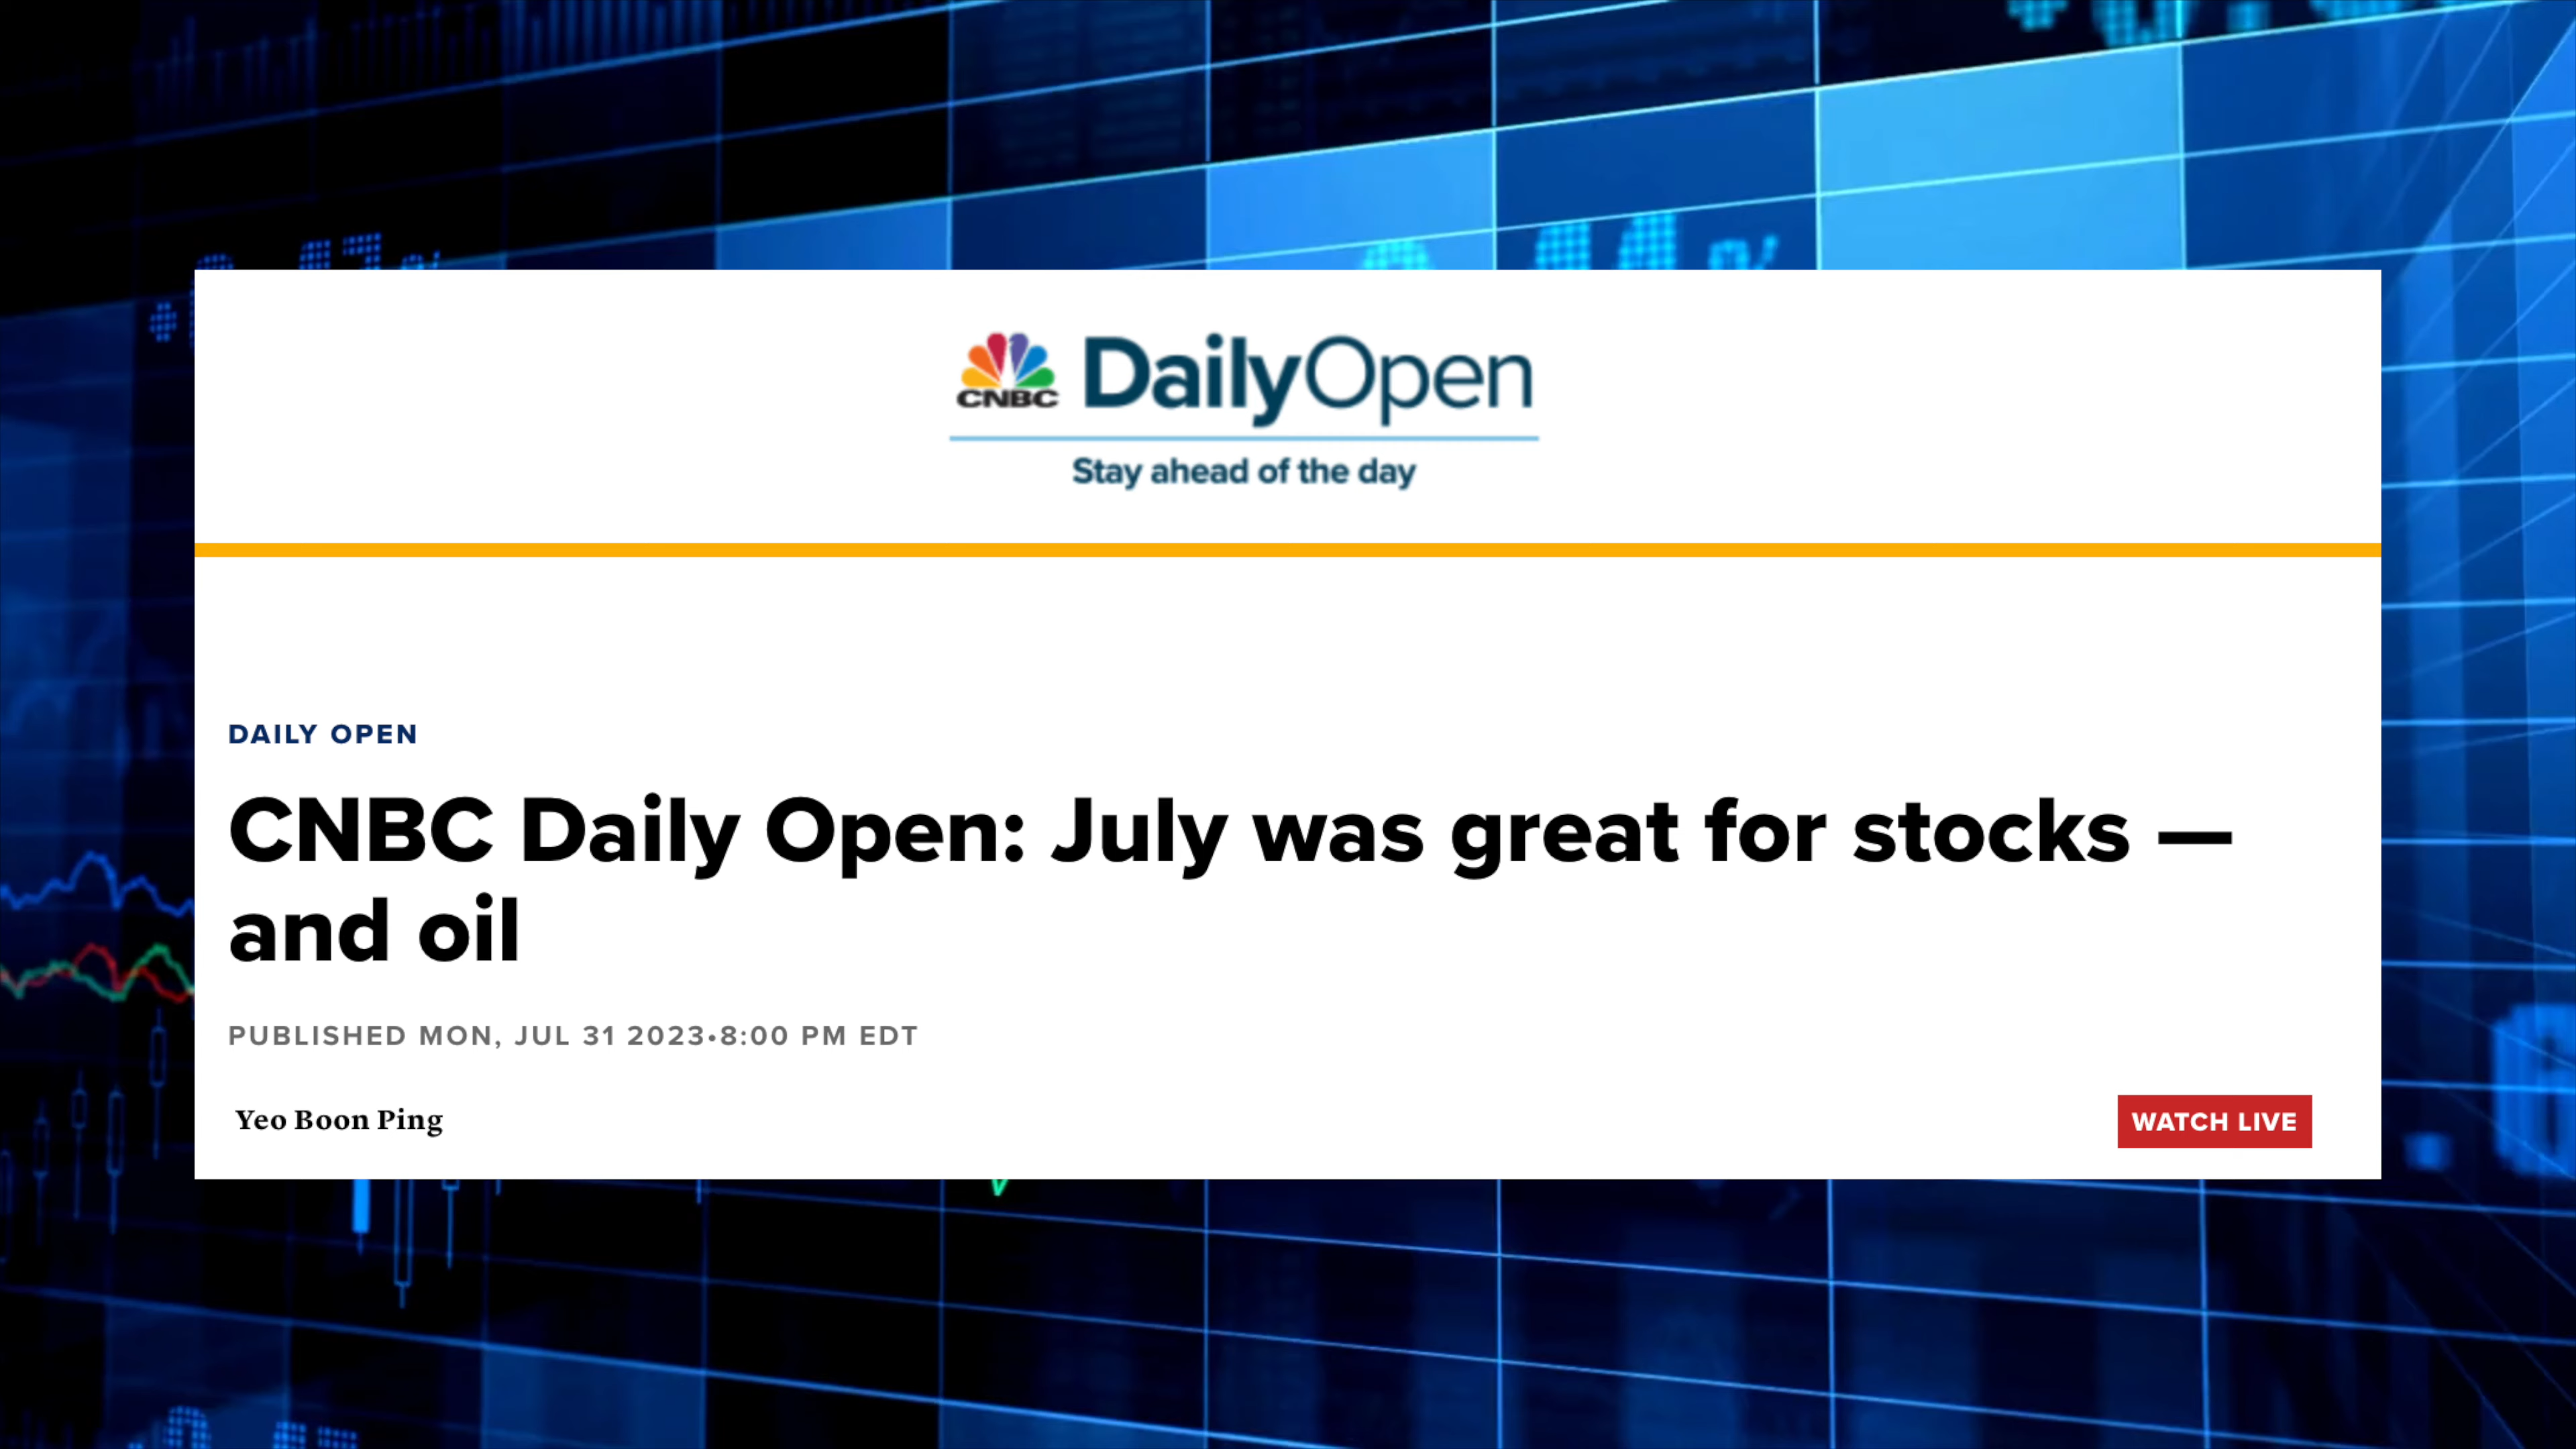 CNBC DailyOpen
Stay ahead of the day
DAILY OPEN
CNBC Daily Open: July was great for stocks —
and oil
PUBLISHED MON, JUL 31 2023•8:00 PM EDT
Yeo Boon Ping
WATCH LIVE